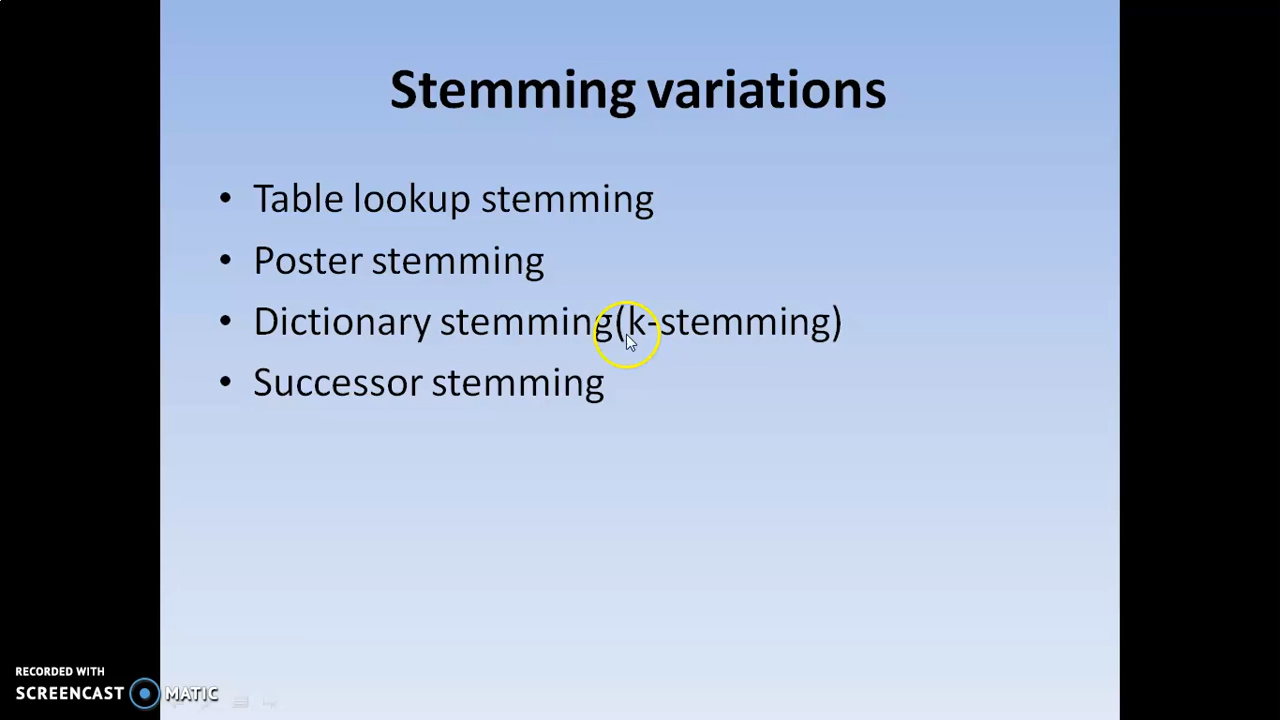 Stemming variations
• Table lookup stemming
• Poster stemming
• Dictionary stemming(k-stemming)
• Successor stemming
RECORDED WITH
SCREENCAST MATIC